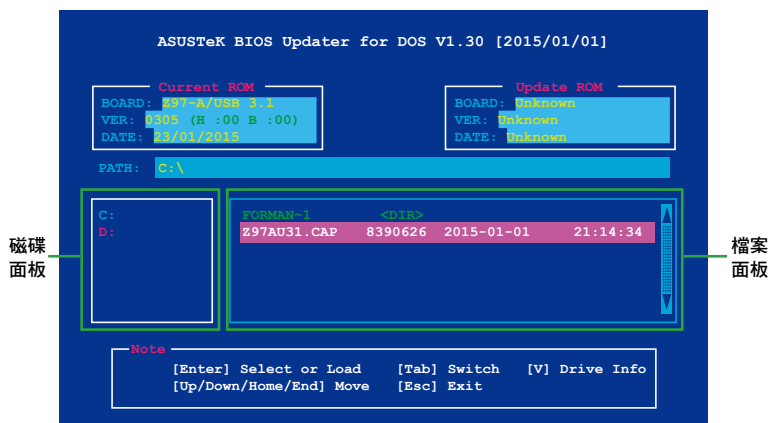 ASUSTeK BIOS Updater for DOS V1.30 [2015/01/01]
Current ROM
BOARD: Z97-A/USB 3.1
VER: 0305 (H :00 B :00)
DATE: 23/01/2015
Update ROM
BOARD: Unknown
VER: Unknown
DATE: Unknown
PATH: C:\
磁碟
面板
C:
D:
FORMAN~1 <DIR>
Z97AU31.CAP 8390626 2015-01-01 21:14:34
檔案
面板
Note
[Enter] Select or Load [Tab] Switch [V] Drive Info
[Up/Down/Home/End] Move [Esc] Exit